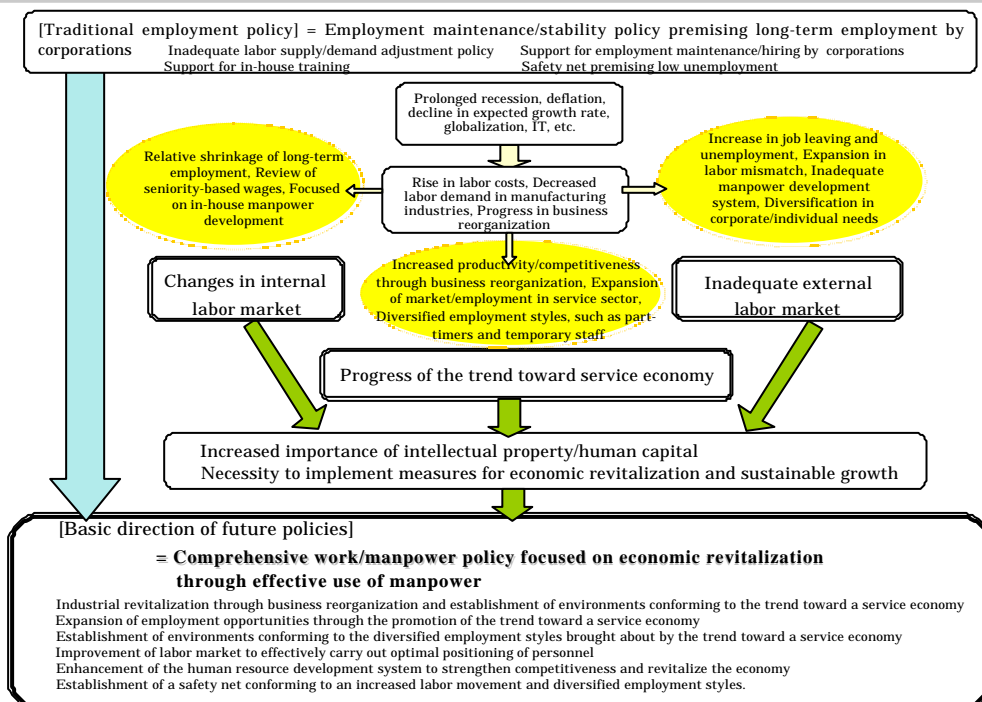 [Traditional employment policy] = Employment maintenance/stability policy premising long-term employment by
corporations
Inadequate labor supply/demand adjustment policy
Support for employment maintenance/hiring by corporations
Support for in-house training
Safety net premising low unemployment
Prolonged recession, deflation,
decline in expected growth rate,
globalization, IT, etc.
Relative shrinkage of long-term
employment, Review of
seniority-based wages, Focused
on in-house manpower
development
Rise in labor costs, Decreased
labor demand in manufacturing
industries, Progress in business
reorganization
Increase in job leaving and
unemployment, Expansion in
labor mismatch, Inadequate
manpower development
system, Diversification in
corporate/individual needs
Changes in internal
labor market
Increased productivity/competitiveness
through business reorganization, Expansion
of market/employment in service sector,
Diversified employment styles, such as part-
timers and temporary staff
Inadequate external
labor market
Progress of the trend toward service economy
Increased importance of intellectual property/human capital
Necessity to implement measures for economic revitalization and sustainable growth
[Basic direction of future policies]
= Comprehensive work/manpower policy focused on economic revitalization
through effective use of manpower
Industrial revitalization through business reorganization and establishment of environments conforming to the trend toward a service economy
Expansion of employment opportunities through the promotion of the trend toward a service economy
Establishment of environments conforming to the diversified employment styles brought about by the trend toward a service economy
Improvement of labor market to effectively carry out optimal positioning of personnel
Enhancement of the human resource development system to strengthen competitiveness and revitalize the economy
Establishment of a safety net conforming to an increased labor movement and diversified employment styles.